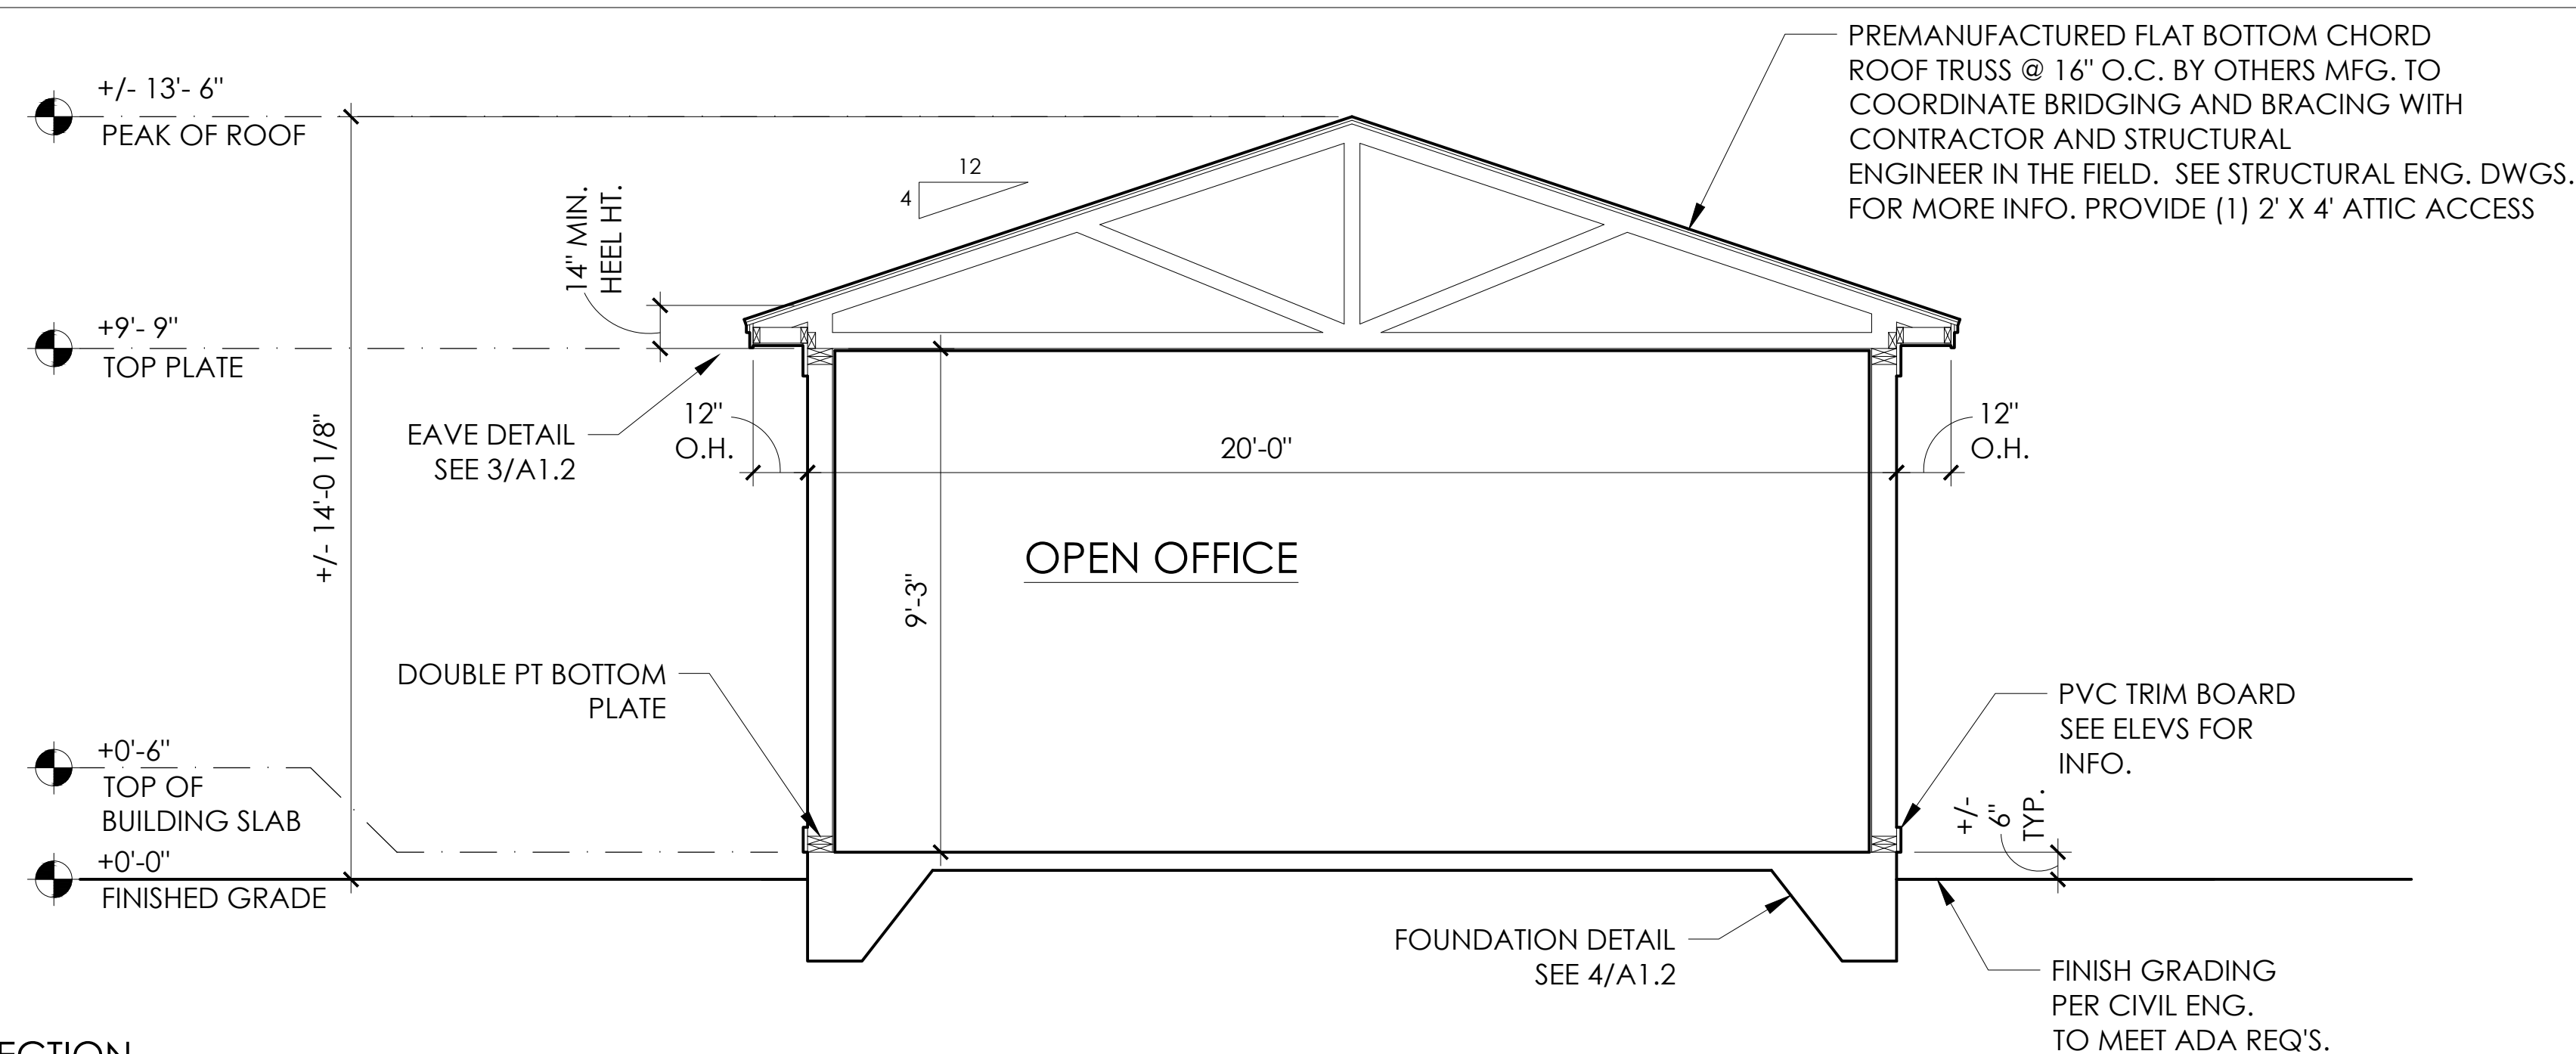 PREMANUFACTURED FLAT BOTTOM CHORD
ROOF TRUSS @ 16" O.C. BY OTHERS MFG. TO
COORDINATE BRIDGING AND BRACING WITH
CONTRACTOR AND STRUCTURAL
ENGINEER IN THE FIELD. SEE STRUCTURAL ENG. DWGS.
FOR MORE INFO. PROVIDE (1) 2' X 4' ATTIC ACCESS
+/- 13'- 6"
PEAK OF ROOF
12
4
14" MIN.
HEEL HT.
+9'- 9"
TOP PLATE
+/- 14'-0 1/8"
EAVE DETAIL
SEE 3/A1.2
12"
O.H.
20'-0"
12"
O.H.
OPEN OFFICE
9'-3"
DOUBLE PT BOTTOM
PLATE
PVC TRIM BOARD
SEE ELEVS FOR
INFO.
+0'-6"
TOP OF
BUILDING SLAB
+/-
6"
TYP.
+0'-0"
FINISHED GRADE
FOUNDATION DETAIL
SEE 4/A1.2
FINISH GRADING
PER CIVIL ENG.
TO MEET ADA REQ'S.